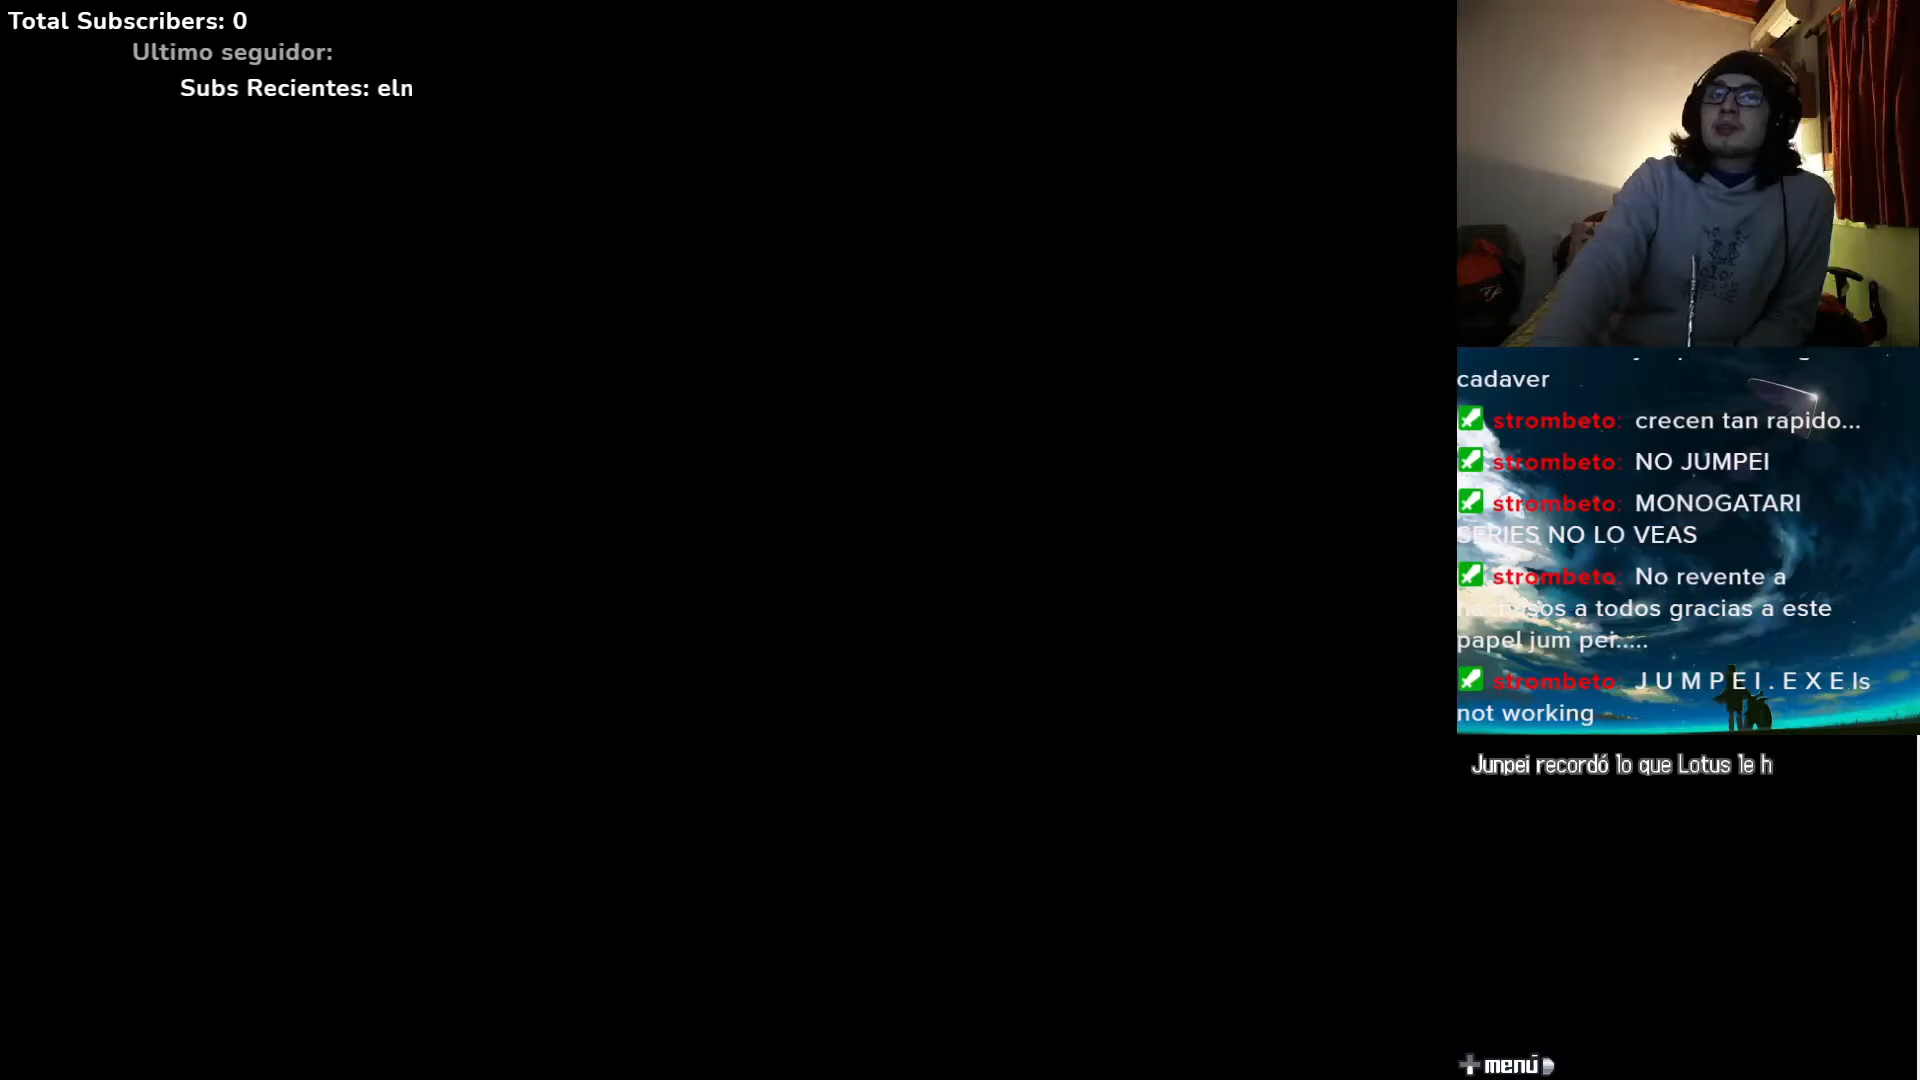 Total Subscribers: 0
Ultimo seguidor:
Subs Recientes: eln
cadaver
strombeto: crecen tan rapido...
strombeto: NO JUMPEI
strombeto: MONOGATARI
SERIES NO LO VEAS
strombeto: No revente a
hachasos a todos gracias a este
papel jum pei.....
strombeto: J U M P E I . E X E Is
not working
Junpei recordó lo que Lotus le h
menú